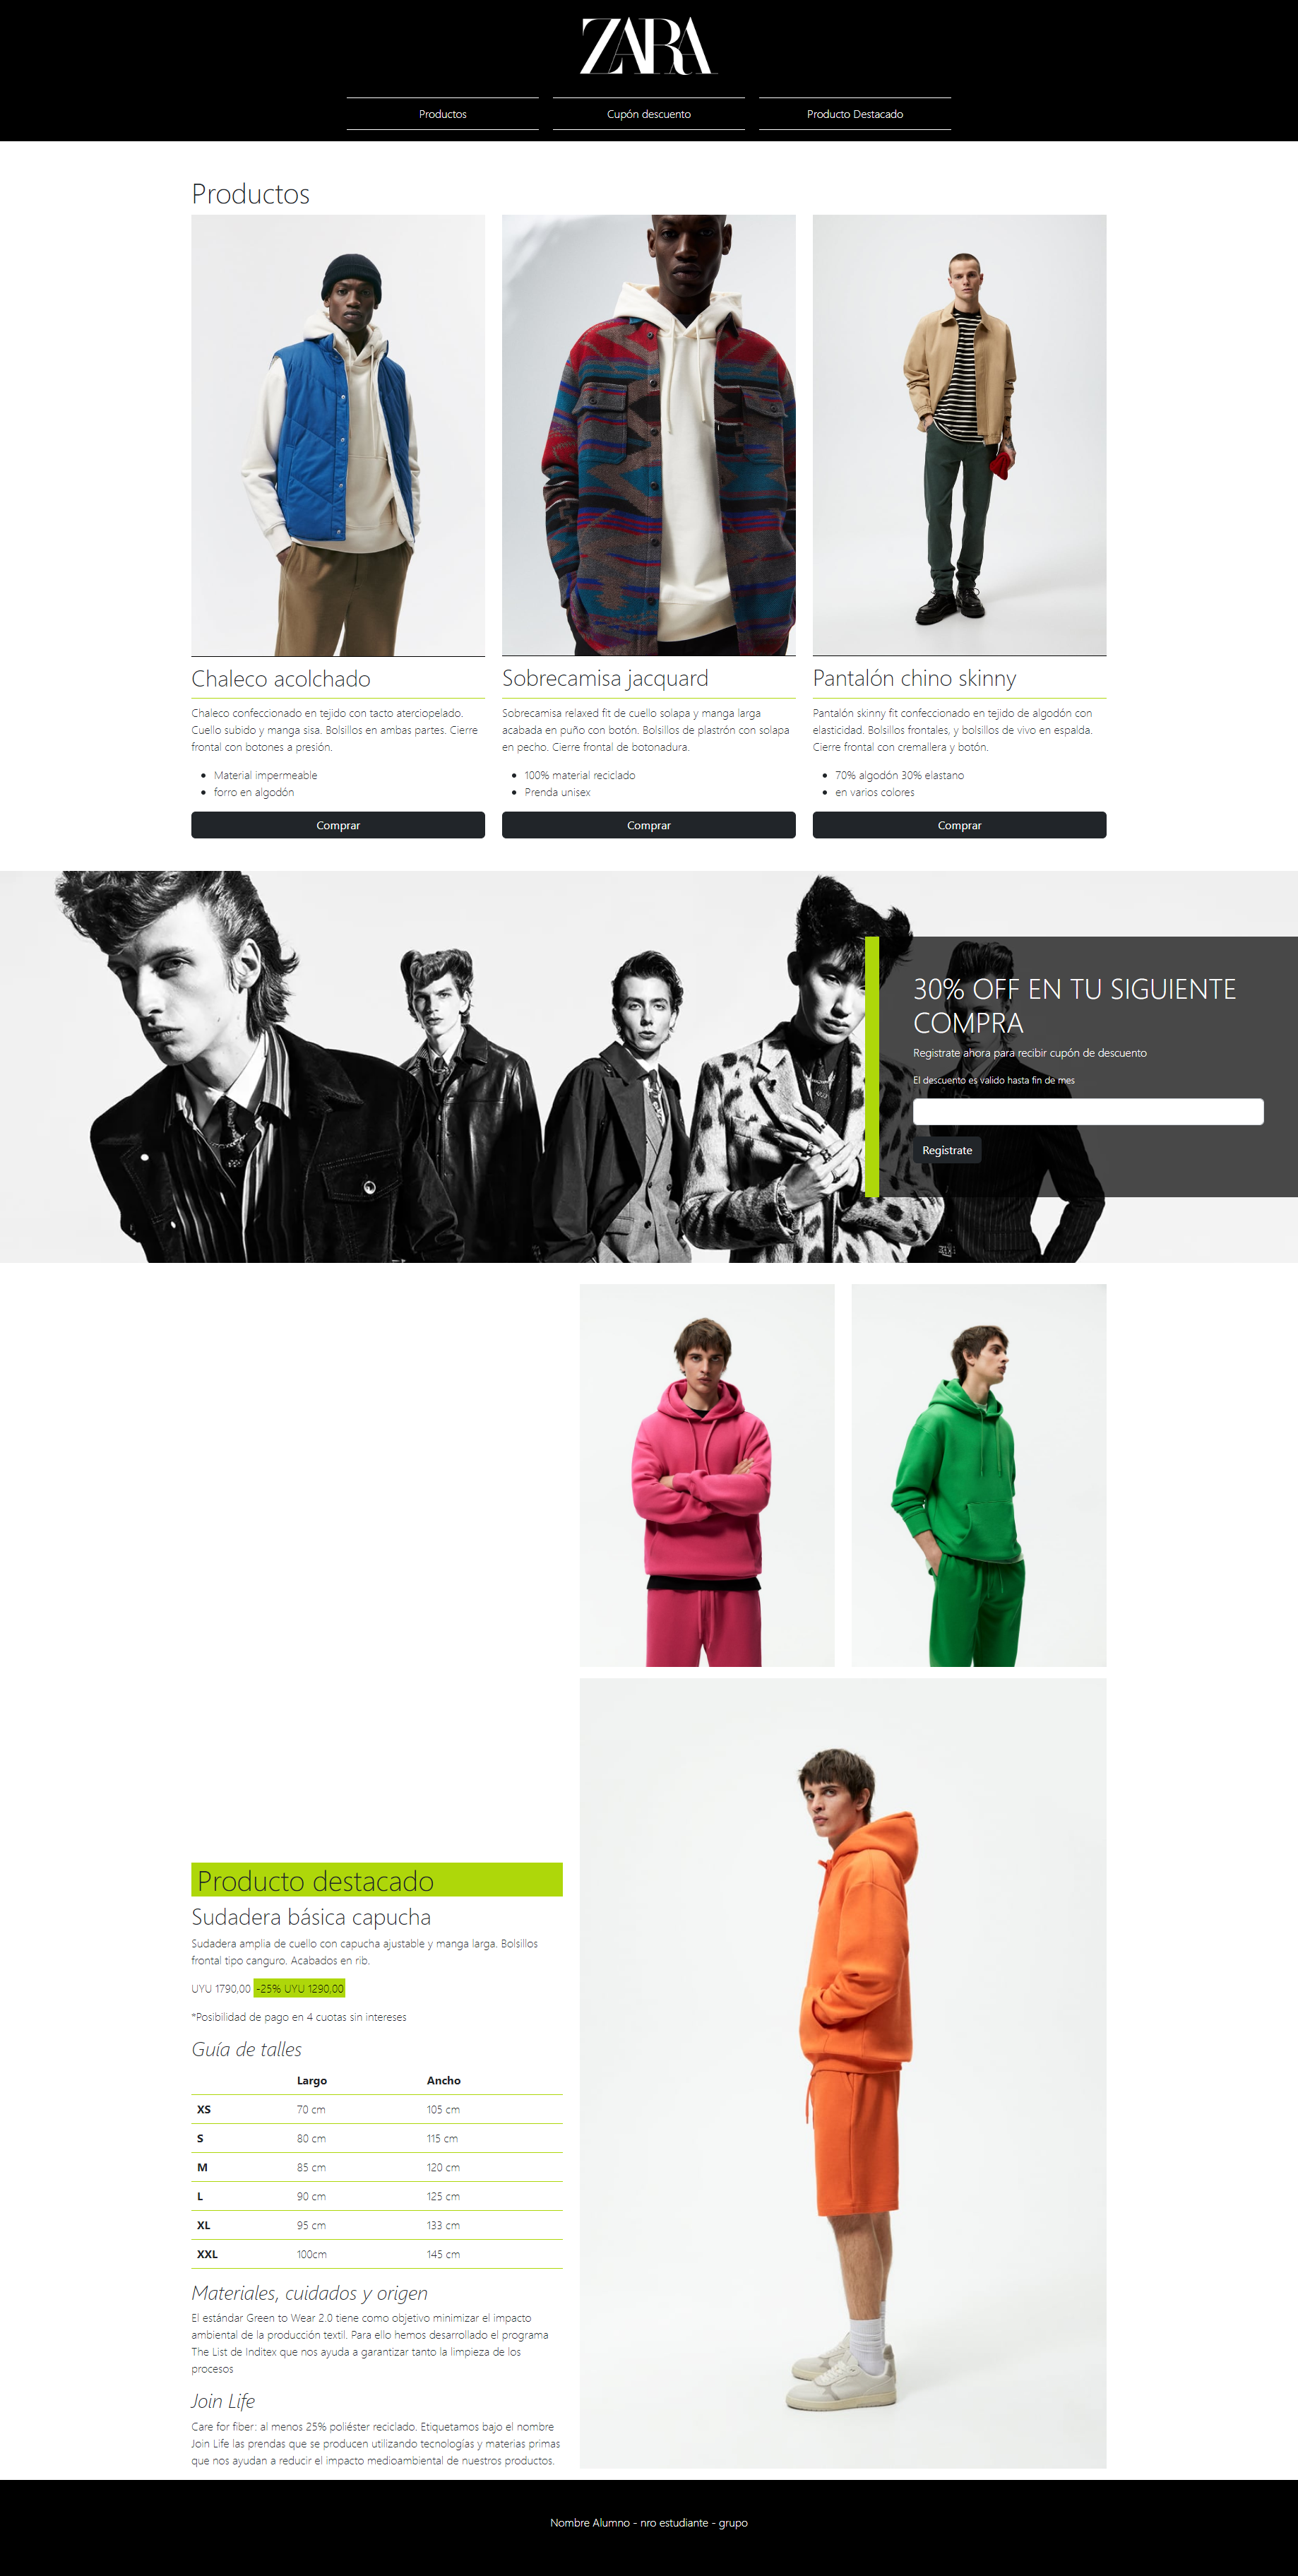 ZARA
Productos
Cupón descuento
Producto Destacado
Productos
Chaleco acolchado
Chaleco confeccionado en tejido con tacto aterciopelado.
Cuello subido y manga sisa. Bolsillos en ambas partes. Cierre
frontal con botones a presión.
Material impermeable
forro en algodón
Comprar
Sobrecamisa jacquard
Sobrecamisa relaxed fit de cuello solapa y manga larga
acabada en puño con botón. Bolsillos de plastrón con solapa
en pecho. Cierre frontal de botonadura.
100% material reciclado
Prenda unisex
Comprar
Pantalón chino skinny
Pantalón skinny fit confeccionado en tejido de algodón con
elasticidad. Bolsillos frontales, y bolsillos de vivo en espalda.
Cierre frontal con cremallera y botón.
70% algodón 30% elastano
en varios colores
Comprar
30% OFF EN TU SIGUIENTE
COMPRA
Registrate ahora para recibir cupón de descuento
El descuento es valido hasta fin de mes
Registrate
Producto destacado
Sudadera básica capucha
Sudadera amplia de cuello con capucha ajustable y manga larga. Bolsillos
frontal tipo canguro. Acabados en rib.
UYU 1790,00 -25% UYU 1290,00
*Posibilidad de pago en 4 cuotas sin intereses
Guía de talles
Largo Ancho
XS 70 cm 105 cm
S 80 cm 115 cm
M 85 cm 120 cm
L 90 cm 125 cm
XL 95 cm 133 cm
XXL 100cm 145 cm
Materiales, cuidados y origen
El estándar Green to Wear 2.0 tiene como objetivo minimizar el impacto
ambiental de la producción textil. Para ello hemos desarrollado el programa
The List de Inditex que nos ayuda a garantizar tanto la limpieza de los
procesos
Join Life
Care for fiber: al menos 25% poliéster reciclado. Etiquetamos bajo el nombre
Join Life las prendas que se producen utilizando tecnologías y materias primas
que nos ayudan a reducir el impacto medioambiental de nuestros productos.
Nombre Alumno - nro estudiante - grupo